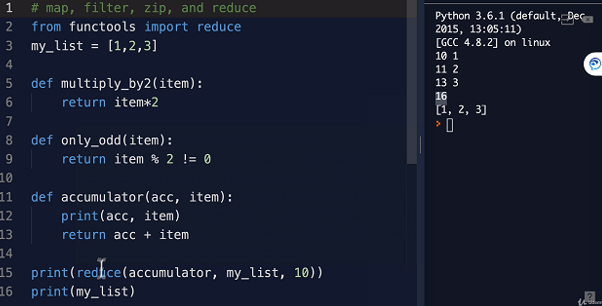 1 # map, filter, zip, and reduce
2 from functools import reduce
3 my_list = [1,2,3]
4
5 def multiply_by2(item):
6     return item*2
7
8 def only_odd(item):
9     return item % 2 != 0
10
11 def accumulator(acc, item):
12     print(acc, item)
13     return acc + item
14
15 print(reduce(accumulator, my_list, 10))
16 print(my_list)
Python 3.6.1 (default, Dec
2015, 13:05:11)
[GCC 4.8.2] on linux
10 1
11 2
13 3
16
[1, 2, 3]
>